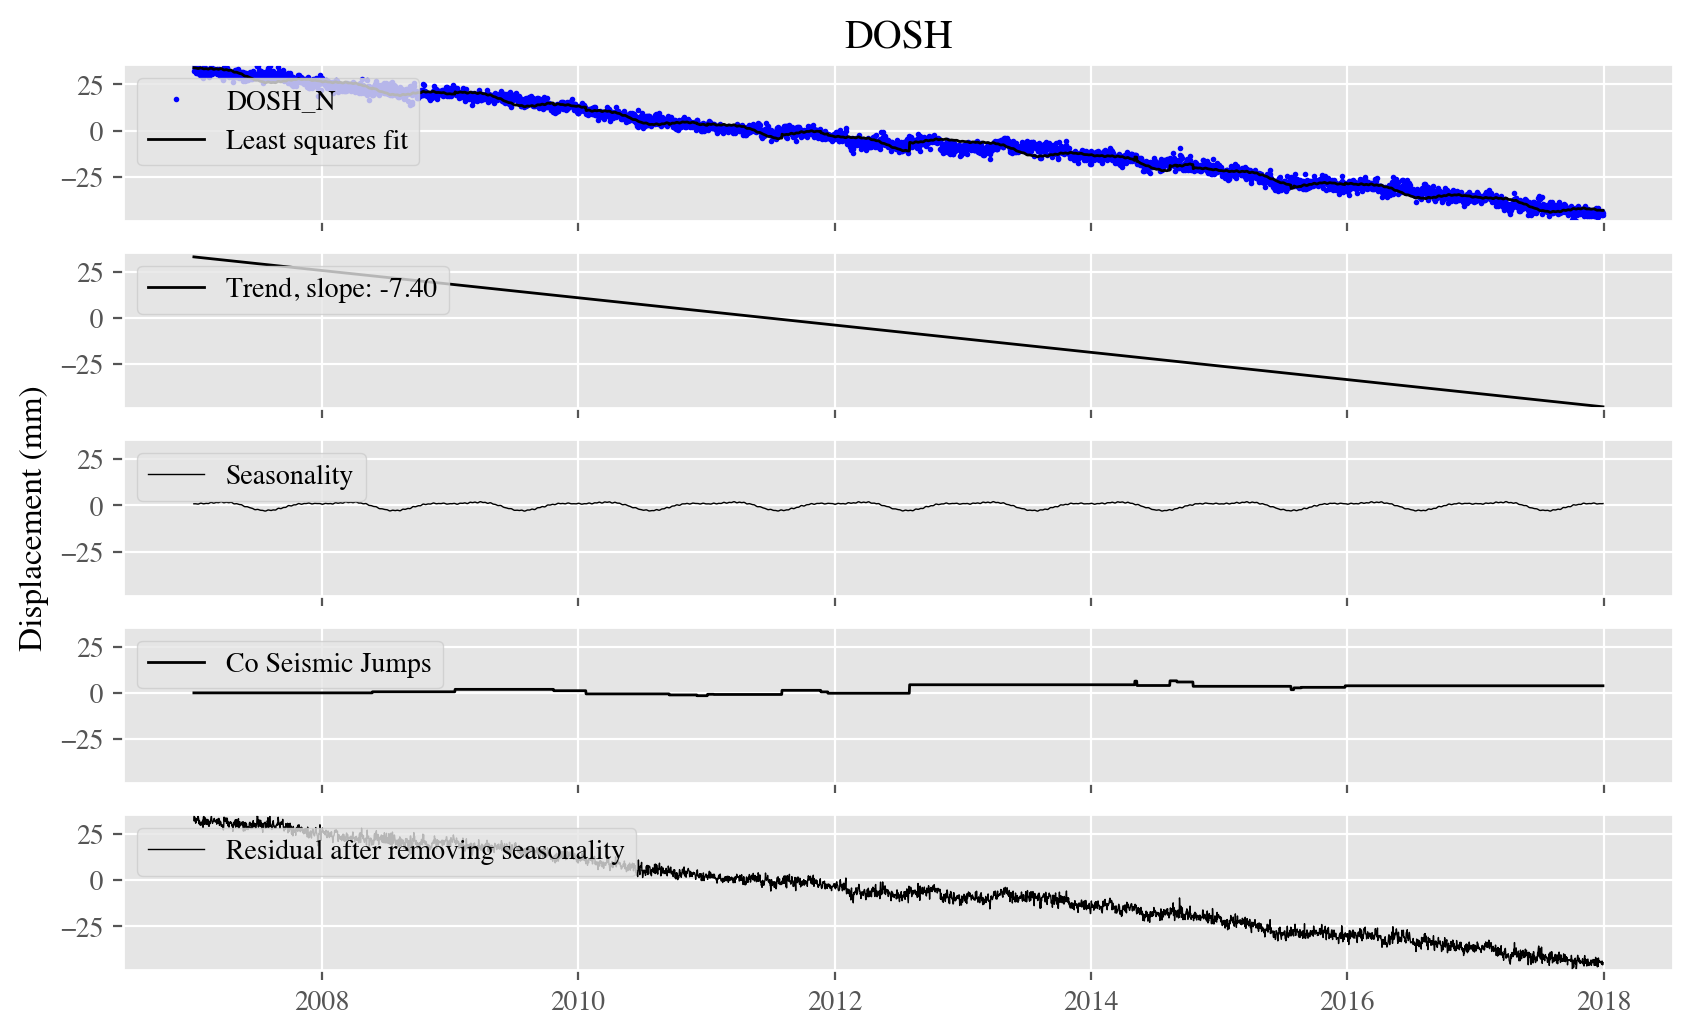 DOSH
Displacement (mm)
25
0
−25
DOSH_N
Least squares fit
25
0
−25
Trend, slope: -7.40
25
0
−25
Seasonality
25
0
−25
Co Seismic Jumps
25
0
−25
Residual after removing seasonality
2008 2010 2012 2014 2016 2018